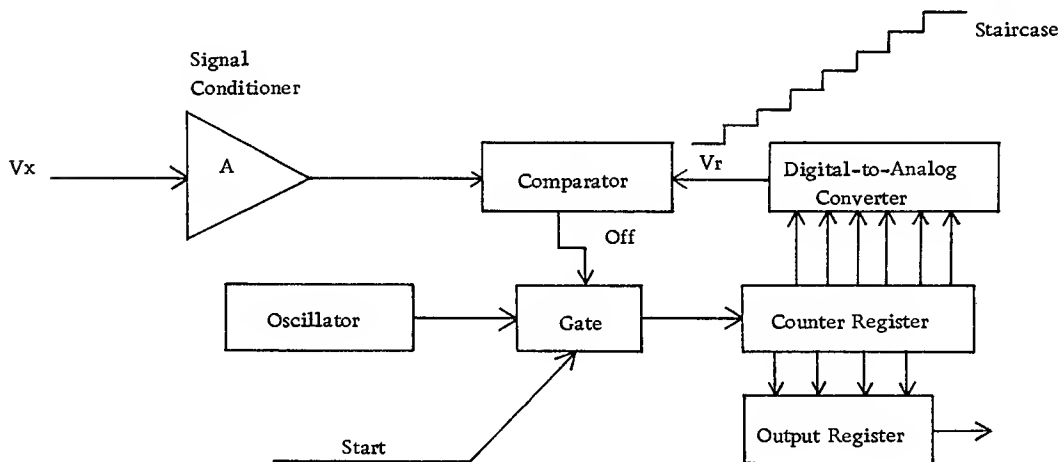 Staircase
Signal
Conditioner
Vx
A
Comparator
Vr
Digital-to-Analog
Converter
Off
Oscillator
Gate
Counter Register
Start
Output Register